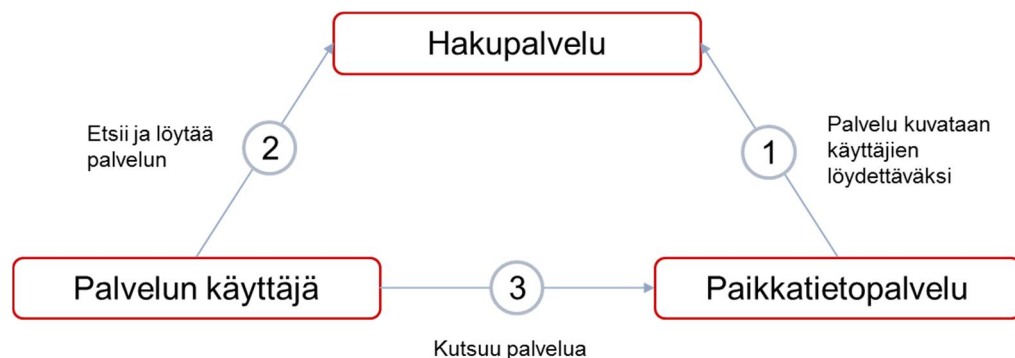 Hakupalvelu
Etsii ja löytää
palvelun
2
1
Palvelu kuvataan
käyttäjien
löydettäväksi
Palvelun käyttäjä
3
Paikkatietopalvelu
Kutsuu palvelua